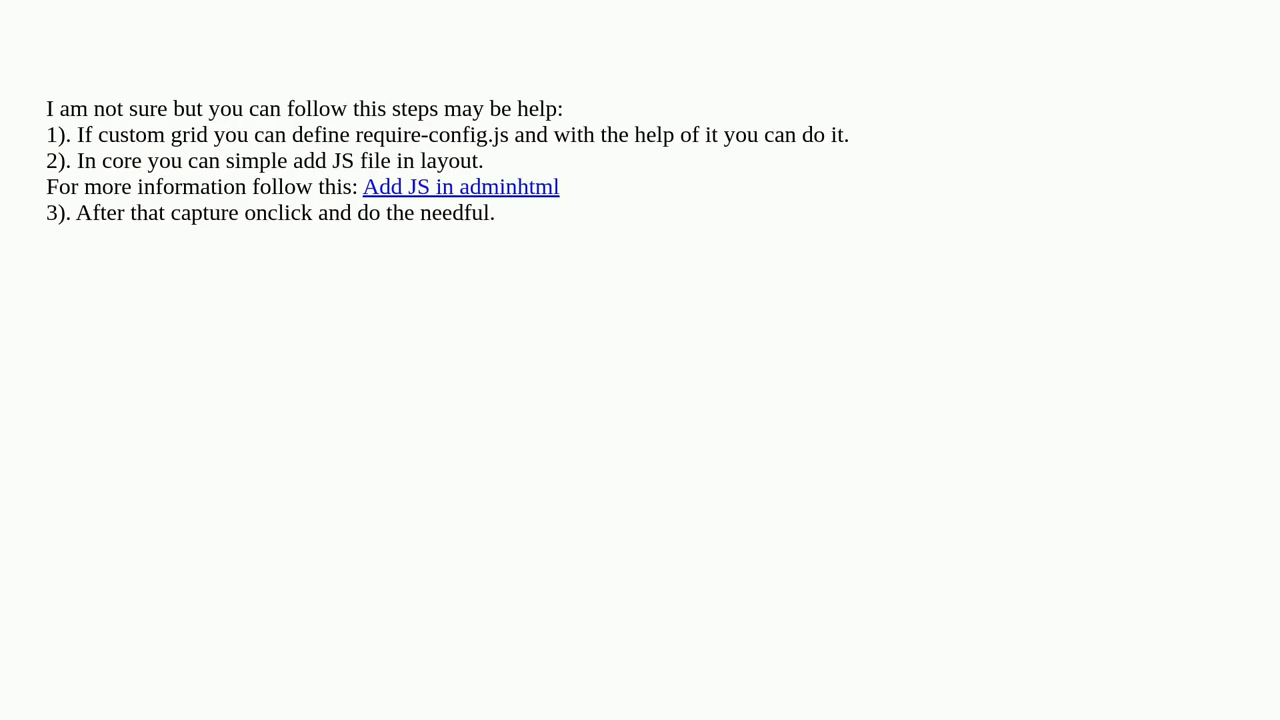 I am not sure but you can follow this steps may be help:
1). If custom grid you can define require-config.js and with the help of it you can do it.
2). In core you can simple add JS file in layout.
For more information follow this: Add JS in adminhtml
3). After that capture onclick and do the needful.